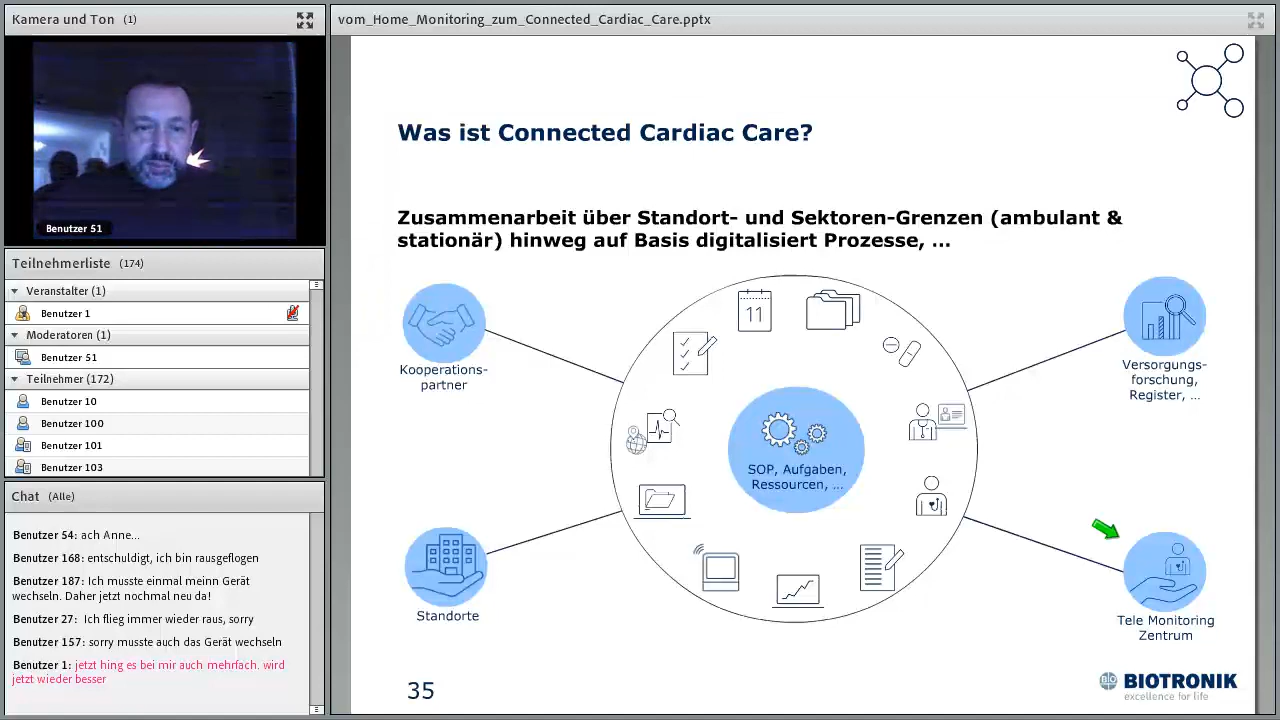 Kamera und Ton (1)
Benutzer 51
Teilnehmerliste (174)
Veranstalter (1)
Benutzer 1
Moderatoren (1)
Benutzer 51
Teilnehmer (172)
Benutzer 10
Benutzer 100
Benutzer 101
Benutzer 103
Chat (Alle)
Benutzer 54: ach Anne...
Benutzer 168: entschuldigt, ich bin rausgeflogen
Benutzer 187: Ich musste einmal meinn Gerät
wechseln. Daher jetzt nochmal neu da!
Benutzer 27: Ich flieg immer wieder raus, sorry
Benutzer 157: sorry musste auch das Gerät wechseln
Benutzer 1: jetzt hing es bei mir auch mehrfach. wird
jetzt wieder besser
vom_Home_Monitoring_zum_Connected_Cardiac_Care.pptx
Was ist Connected Cardiac Care?
Zusammenarbeit über Standort- und Sektoren-Grenzen (ambulant &
stationär) hinweg auf Basis digitalisiert Prozesse, ...
Kooperations-
partner
11
Versorgungs-
forschung,
Register, ...
SOP, Aufgaben,
Ressourcen, ...
Standorte
Tele Monitoring
Zentrum
35
BIO BIOTRONIK
excellence for life